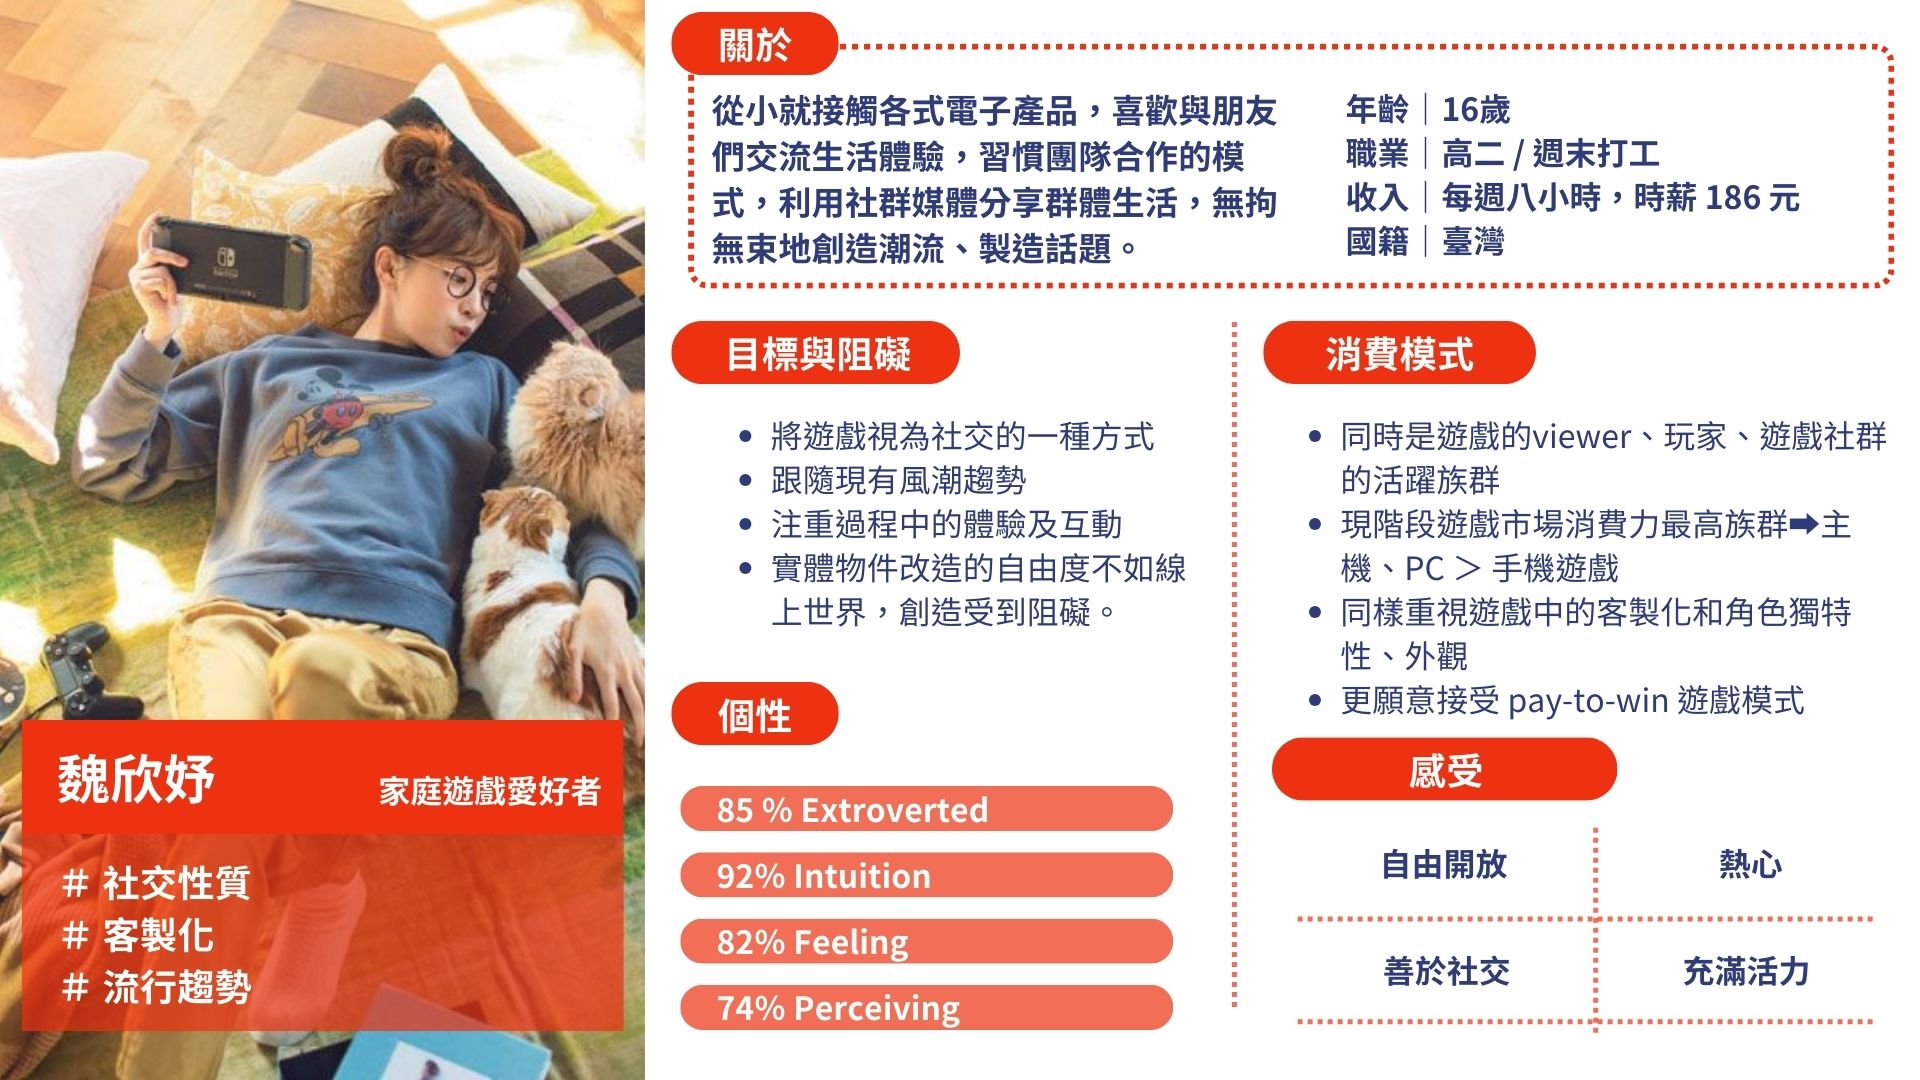 關於
從小就接觸各式電子產品，喜歡與朋友
們交流生活體驗，習慣團隊合作的模
式，利用社群媒體分享群體生活，無拘
無束地創造潮流、製造話題。
年齡｜16歲
職業｜高二 / 週末打工
收入｜每週八小時，時薪 186 元
國籍｜臺灣
目標與阻礙
將遊戲視為社交的一種方式
跟隨現有風潮趨勢
注重過程中的體驗及互動
實體物件改造的自由度不如線
上世界，創造受到阻礙。
消費模式
同時是遊戲的viewer、玩家、遊戲社群
的活躍族群
現階段遊戲市場消費力最高族群➡主
機、PC ＞ 手機遊戲
同樣重視遊戲中的客製化和角色獨特
性、外觀
更願意接受 pay-to-win 遊戲模式
個性
85 % Extroverted
92% Intuition
82% Feeling
74% Perceiving
感受
自由開放
熱心
善於社交
充滿活力
魏欣妤
家庭遊戲愛好者
# 社交性質
# 客製化
# 流行趨勢